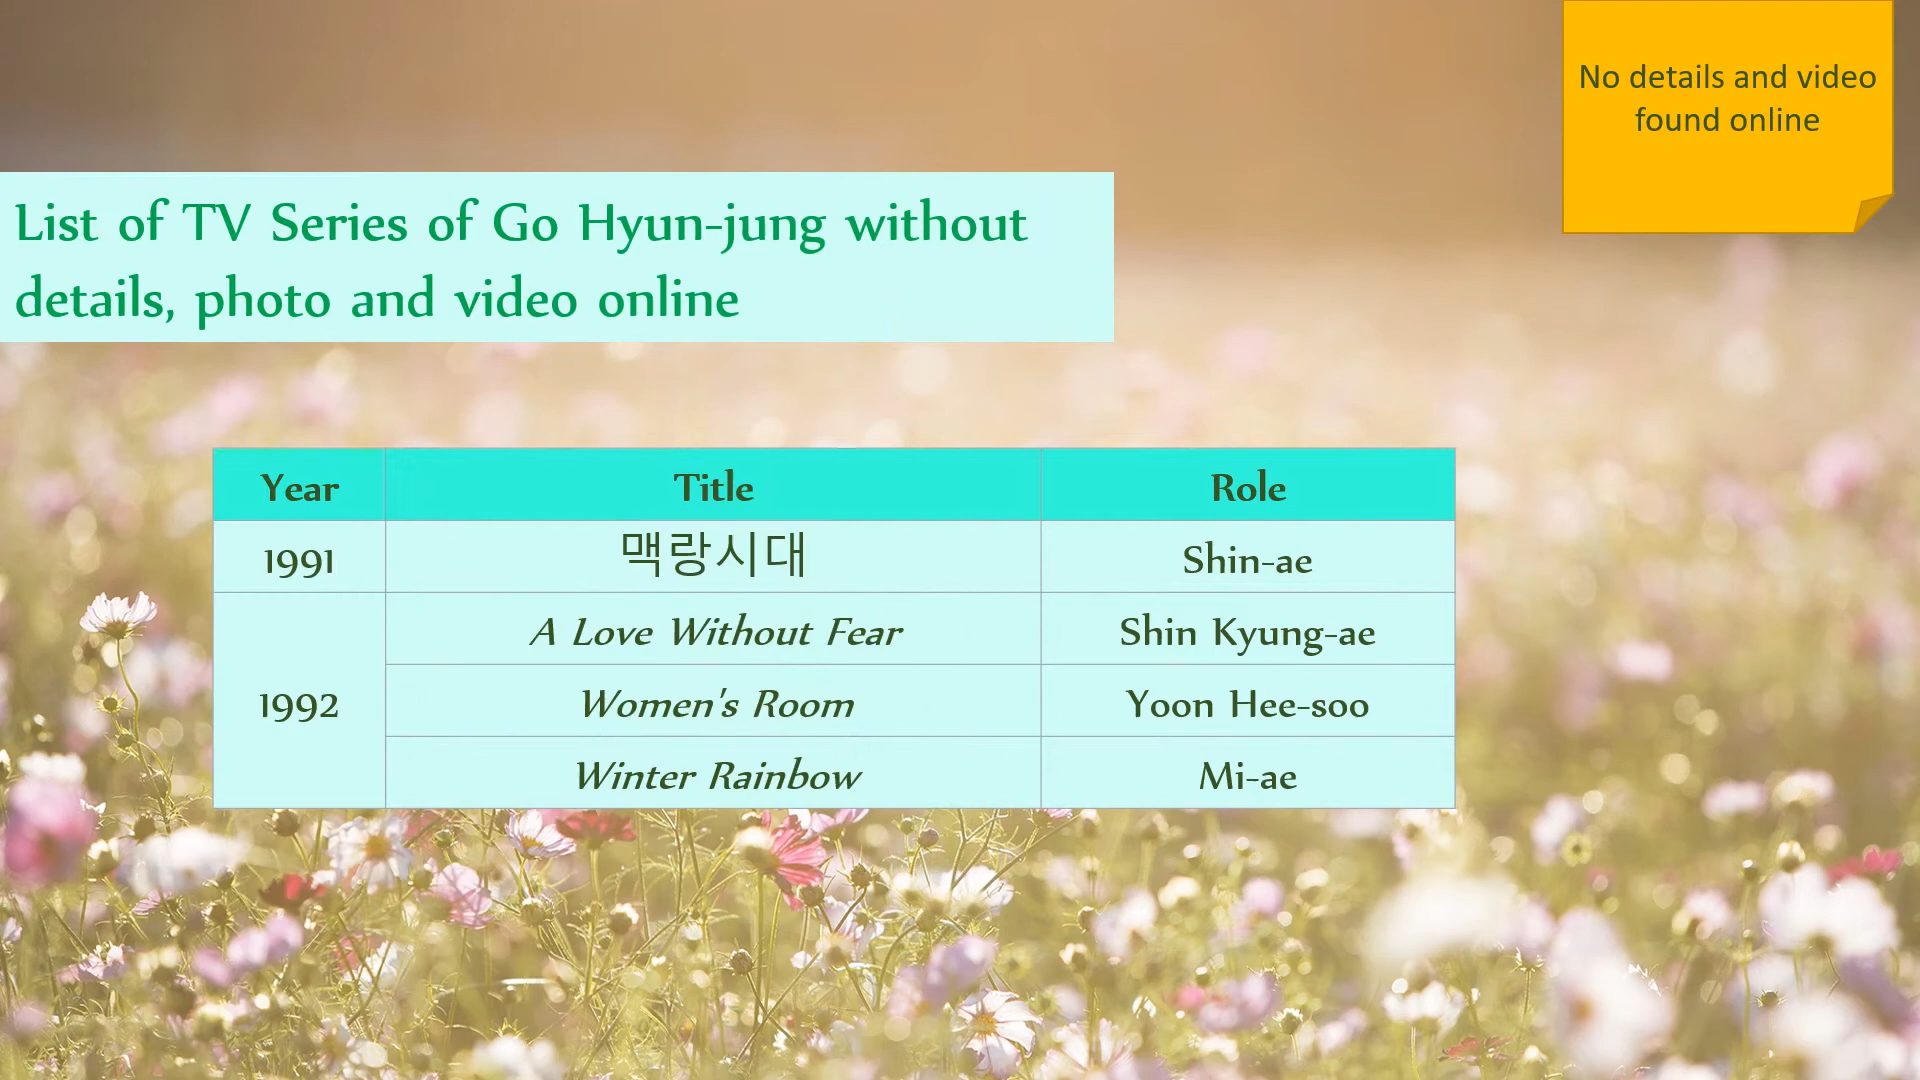 No details and video
found online
List of TV Series of Go Hyun-jung without
details, photo and video online
Year Title Role
1991 맥랑시대 Shin-ae
1992 A Love Without Fear Shin Kyung-ae
Women's Room Yoon Hee-soo
Winter Rainbow Mi-ae